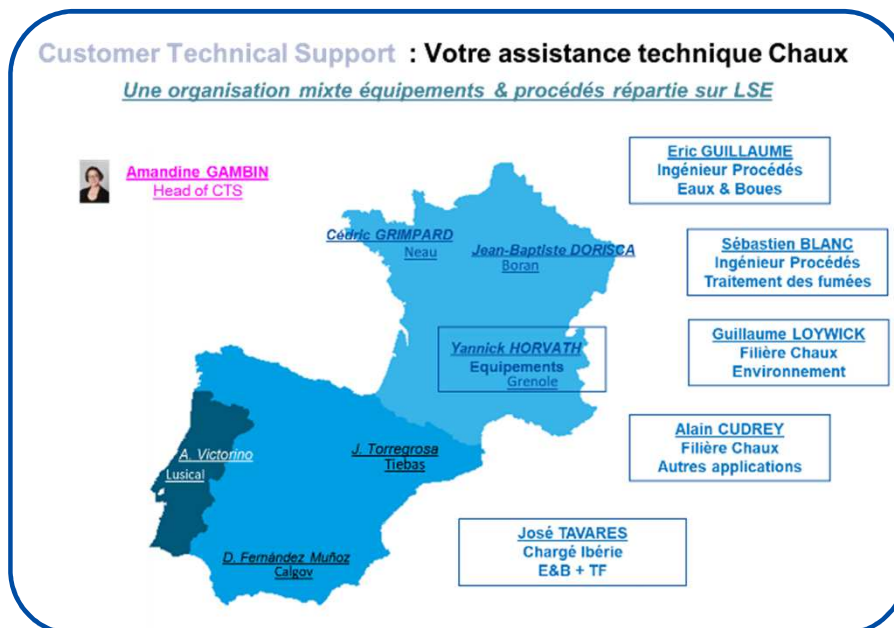 Customer Technical Support : Votre assistance technique Chaux
Une organisation mixte équipements & procédés répartie sur LSE
Amandine GAMBIN
Head of CTS
Eric GUILLAUME
Ingénieur Procédés
Eaux & Boues
Cédric GRIMPARD
Neau
Jean-Baptiste DORISCA
Boran
Sébastien BLANC
Ingénieur Procédés
Traitement des fumées
Yannick HORVATH
Equipements
Grenole
Guillaume LOYWICK
Filière Chaux
Environnement
Alain CUDREY
Filière Chaux
Autres applications
A. Victorino
Lusical
J. Torregrosa
Tiebas
José TAVARES
Chargé Ibérie
E&B + TF
D. Fernández Muñoz
Calgov